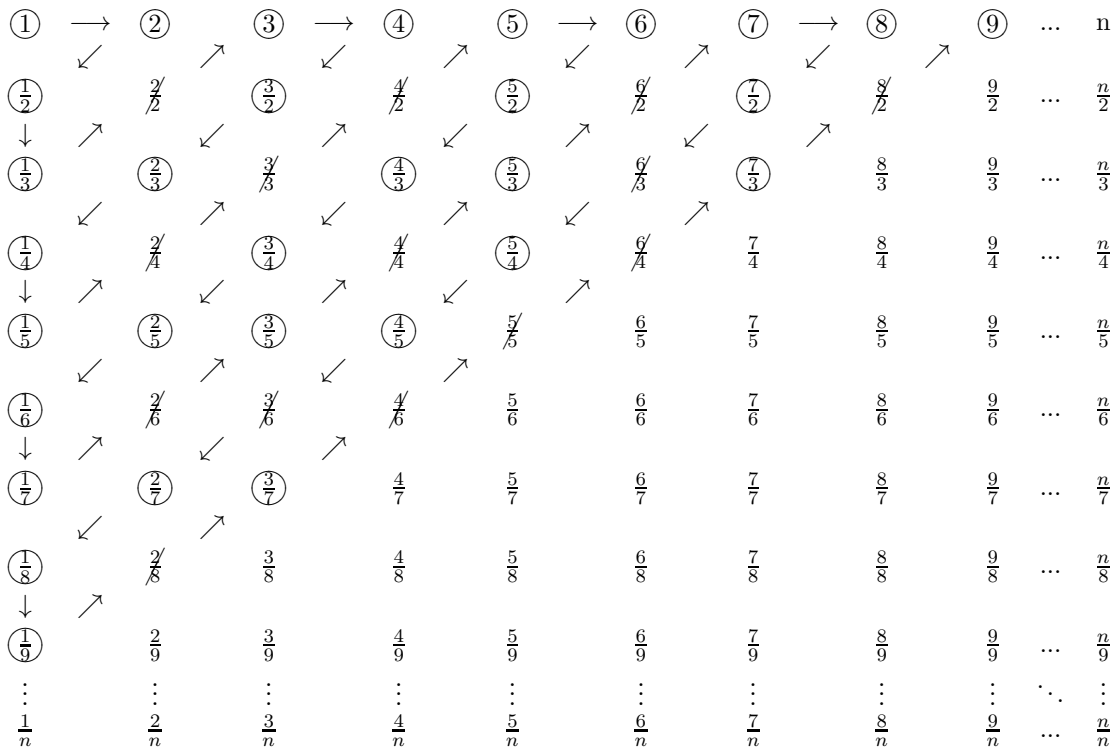 ① → ② ③ → ④ ⑤ → ⑥ ⑦ → ⑧ ⑨ ... n
↙ ↗ ↙ ↗ ↙ ↗ ↙ ↗
1/2 2/2 3/2 4/2 5/2 6/2 7/2 8/2 9/2 ... n/2
↓ ↗ ↙ ↗ ↙ ↗ ↙ ↗
1/3 2/3 3/3 4/3 5/3 6/3 7/3 8/3 9/3 ... n/3
↙ ↗ ↙ ↗ ↙ ↗
1/4 2/4 3/4 4/4 5/4 6/4 7/4 8/4 9/4 ... n/4
↓ ↗ ↙ ↗ ↙ ↗
1/5 2/5 3/5 4/5 5/5 6/5 7/5 8/5 9/5 ... n/5
↙ ↗ ↙ ↗
1/6 2/6 3/6 4/6 5/6 6/6 7/6 8/6 9/6 ... n/6
↓ ↗ ↙ ↗
1/7 2/7 3/7 4/7 5/7 6/7 7/7 8/7 9/7 ... n/7
↙ ↗
1/8 2/8 3/8 4/8 5/8 6/8 7/8 8/8 9/8 ... n/8
↓ ↗
1/9 2/9 3/9 4/9 5/9 6/9 7/9 8/9 9/9 ... n/9
⋮ ⋮ ⋮ ⋮ ⋮ ⋮ ⋮ ⋮ ⋮ ⋱ ⋮
1/n 2/n 3/n 4/n 5/n 6/n 7/n 8/n 9/n ... n/n